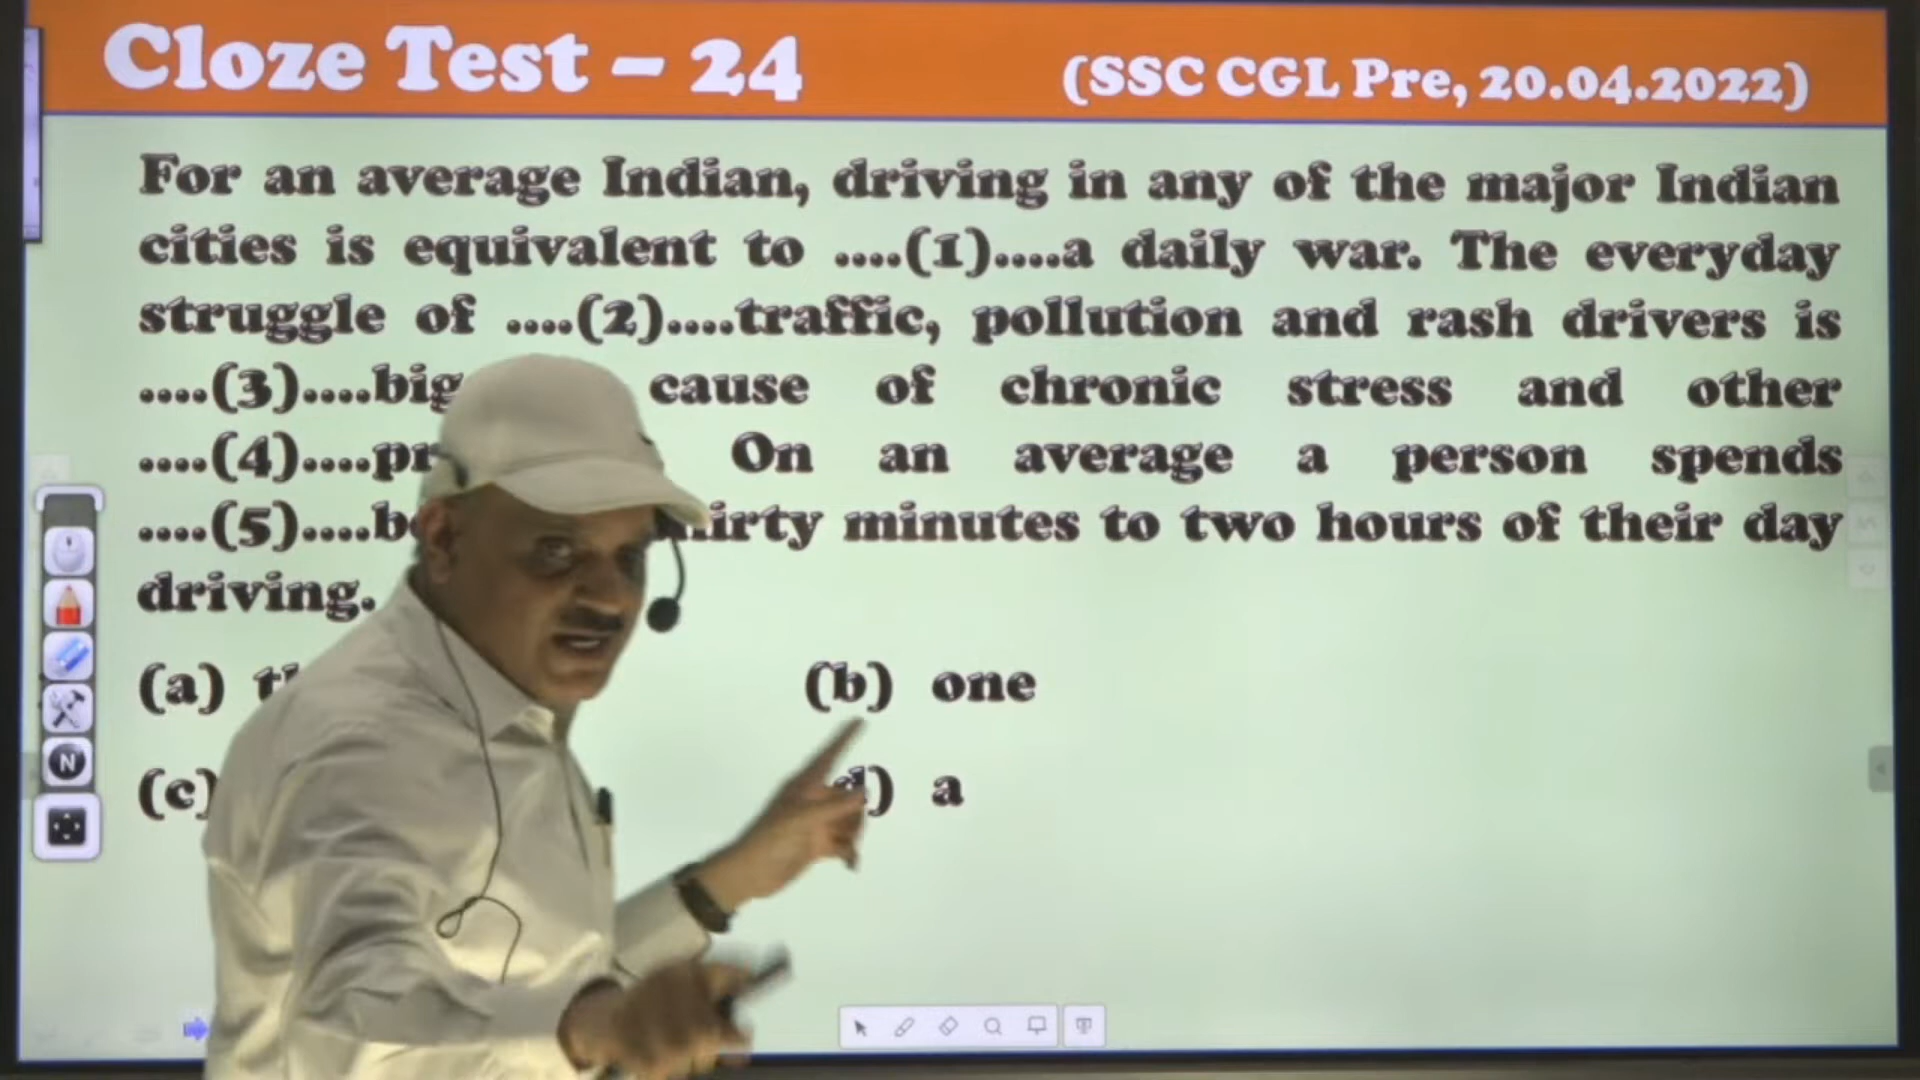 Cloze Test – 24 (SSC CGL Pre, 20.04.2022)
For an average Indian, driving in any of the major Indian
cities is equivalent to ....(1)....a daily war. The everyday
struggle of ....(2)....traffic, pollution and rash drivers is
....(3)....big cause of chronic stress and other
....(4).... On an average a person spends
....(5).... minutes to two hours of their day
driving.
(a) (b) one
(c) (d) a
N